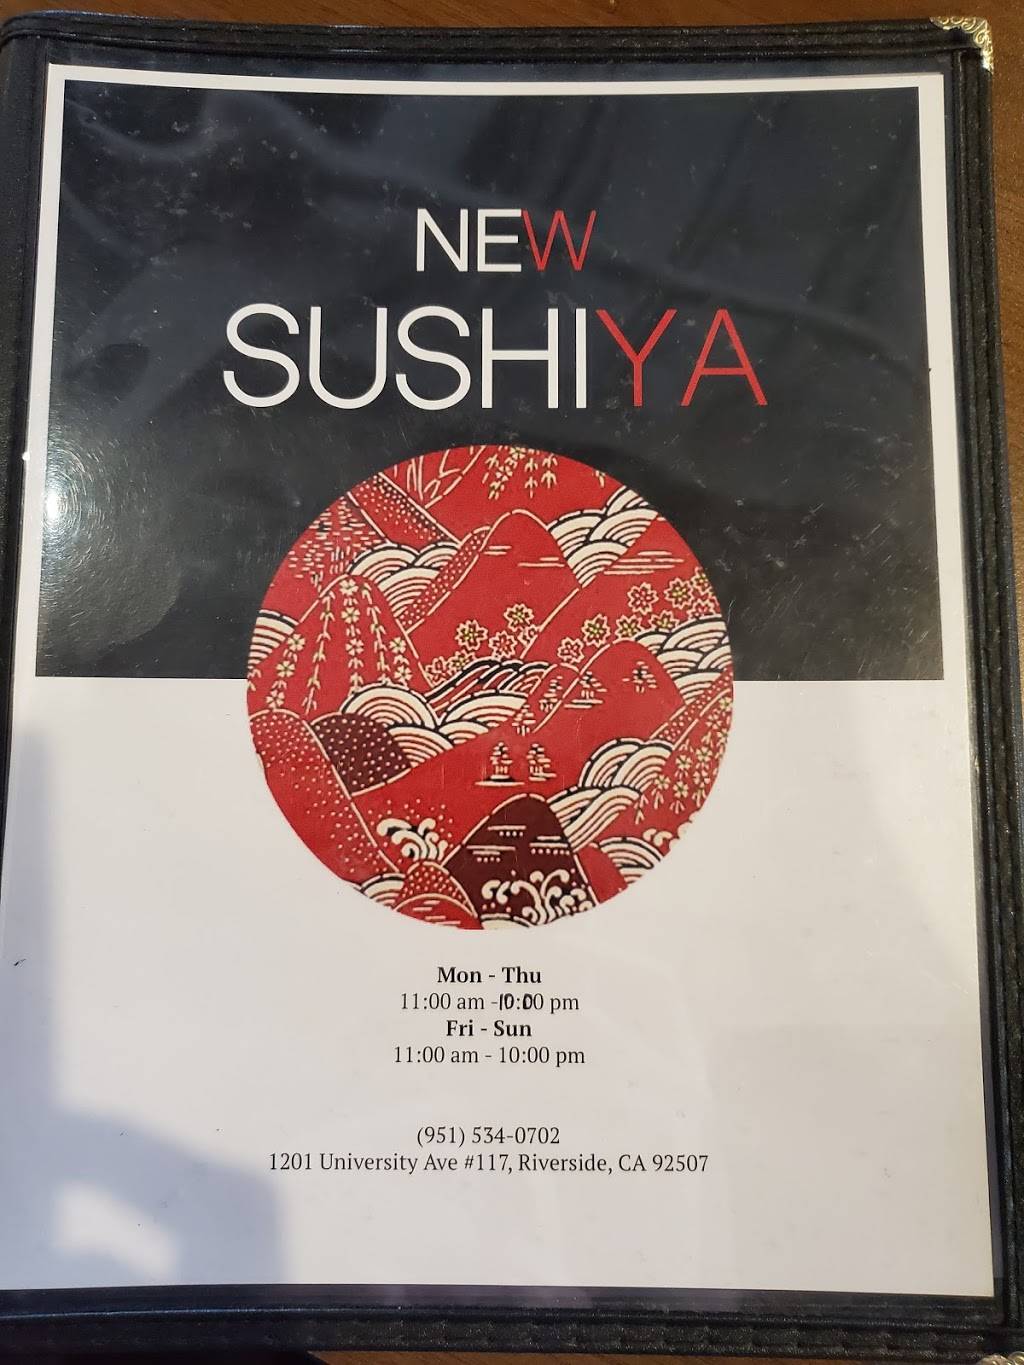 NEW
SUSHIYA
Mon - Thu
11:00 am -10:00 pm
Fri - Sun
11:00 am - 10:00 pm
(951) 534-0702
1201 University Ave #117, Riverside, CA 92507